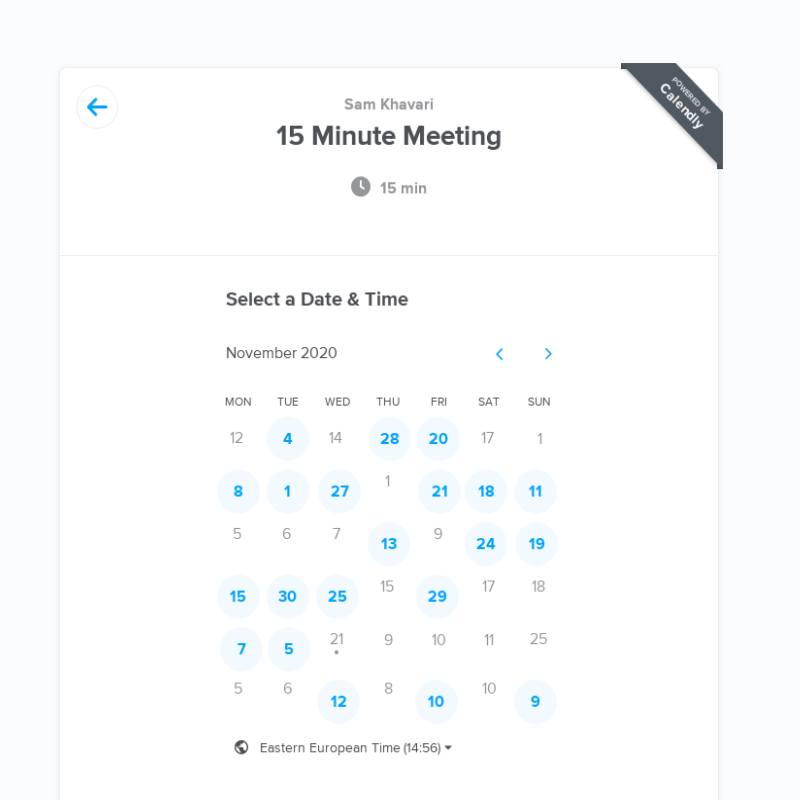 POWERED BY
Calendly
Sam Khavari
15 Minute Meeting
15 min
Select a Date & Time
November 2020
MON TUE WED THU FRI SAT SUN
12 4 14 28 20 17 1
8 1 27 1 21 18 11
5 6 7 13 9 24 19
15 30 25 15 29 17 18
7 5 21 9 10 11 25
5 6 12 8 10 10 9
Eastern European Time (14:56)